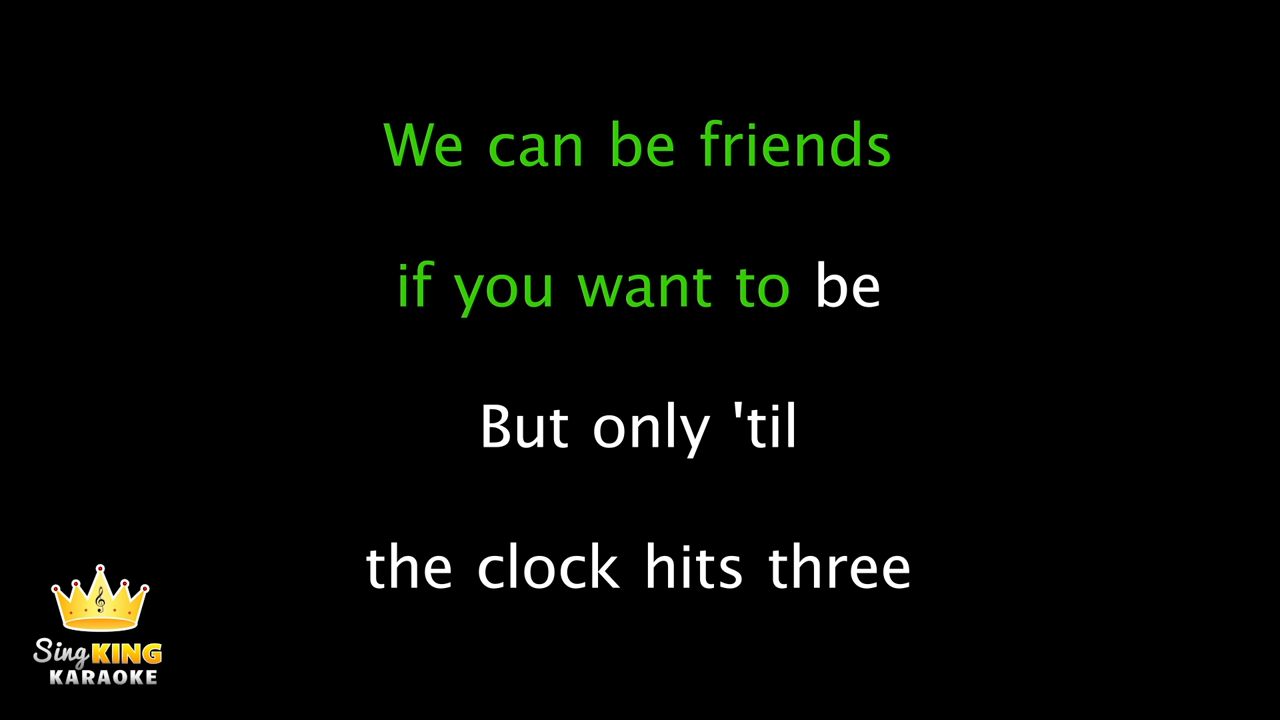 We can be friends
if you want to be
But only 'til
the clock hits three
Sing KING
KARAOKE